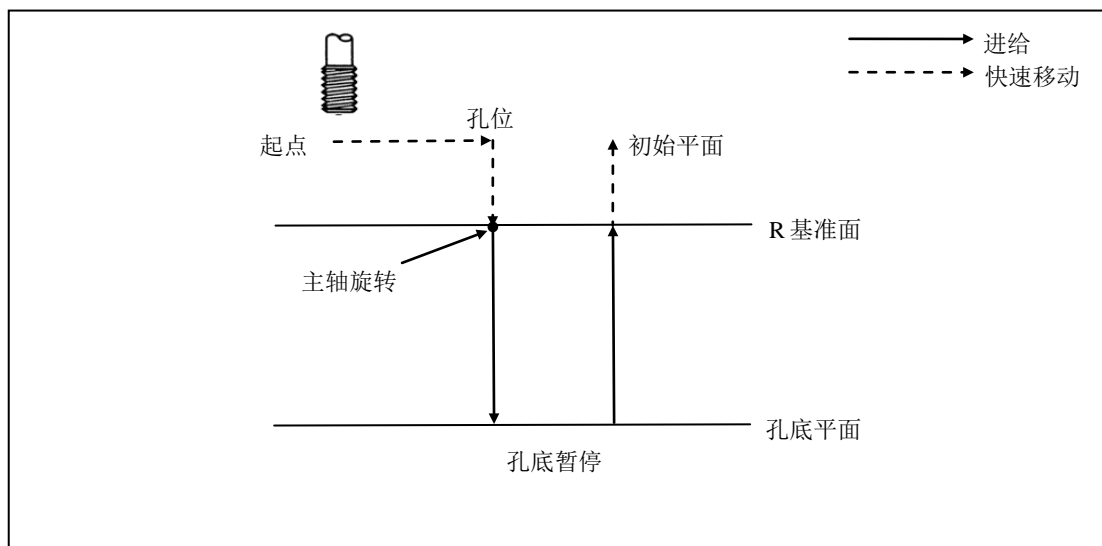 进给
快速移动
孔位
起点
初始平面
R 基准面
主轴旋转
孔底平面
孔底暂停